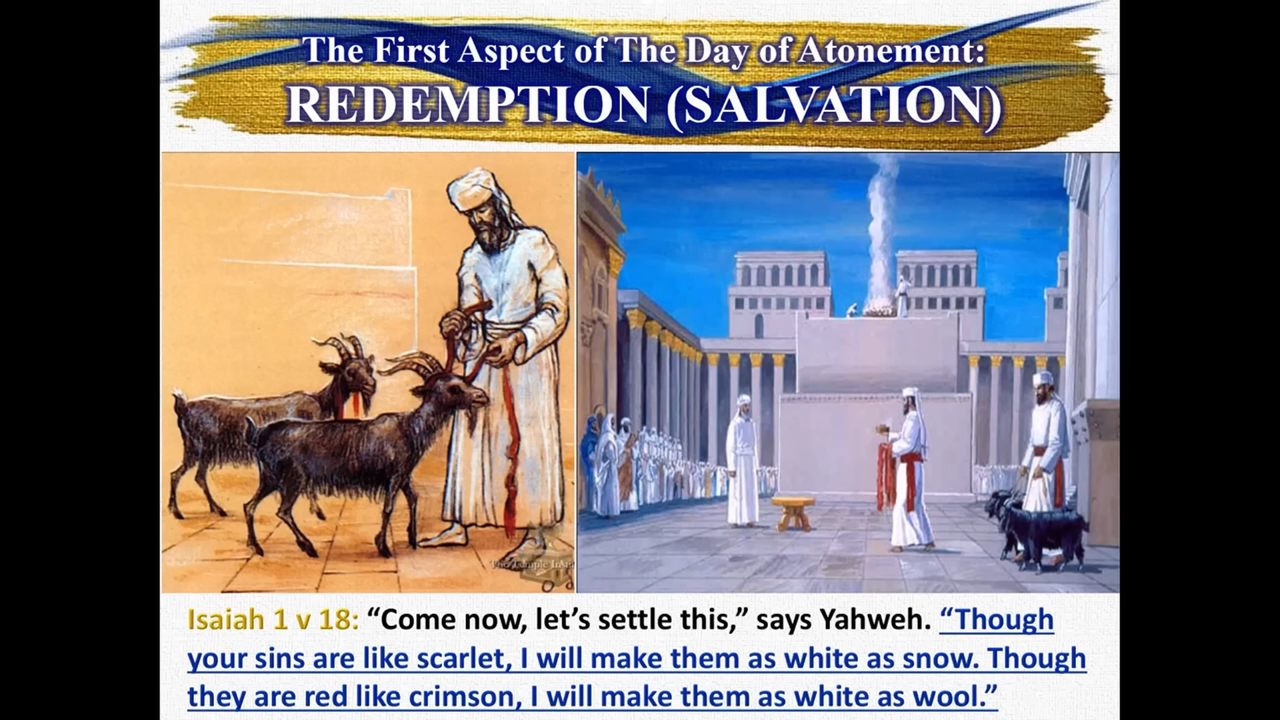 The First Aspect of The Day of Atonement:
REDEMPTION (SALVATION)
Isaiah 1 v 18: “Come now, let’s settle this,” says Yahweh. “Though
your sins are like scarlet, I will make them as white as snow. Though
they are red like crimson, I will make them as white as wool.”